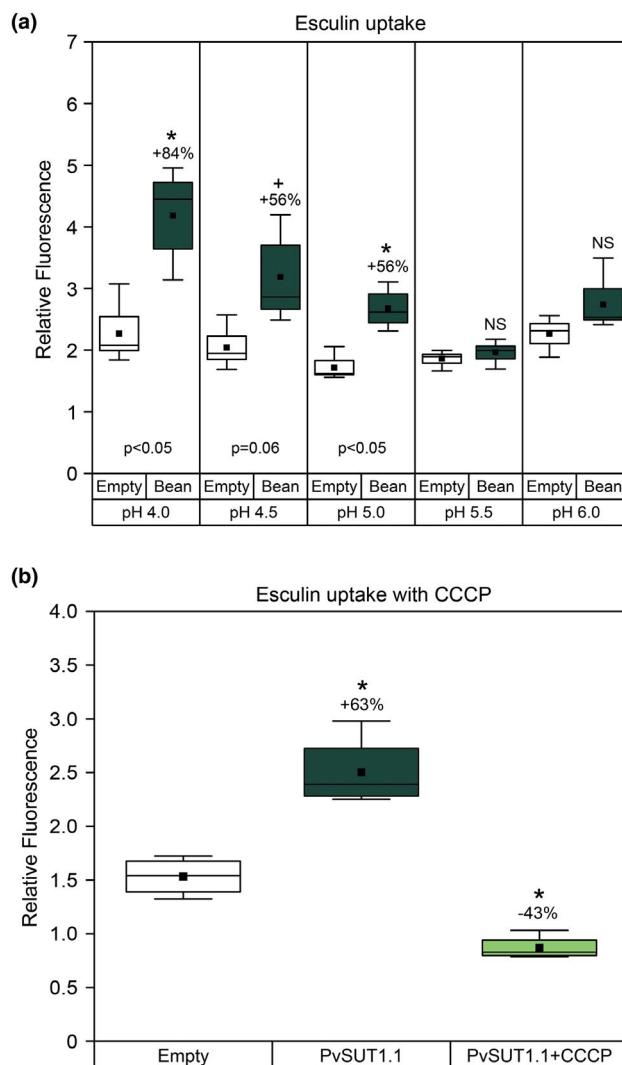 (a)
Esculin uptake
Relative Fluorescence
7
6
5
4
3
2
1
0
*
+84%
+
+56%
*
+56%
NS
NS
p<0.05 p=0.06 p<0.05
Empty Bean Empty Bean Empty Bean Empty Bean Empty Bean
pH 4.0 pH 4.5 pH 5.0 pH 5.5 pH 6.0
(b)
Esculin uptake with CCCP
Relative Fluorescence
4.0
3.5
3.0
2.5
2.0
1.5
1.0
0.5
0
*
+63%
*
-43%
Empty PvSUT1.1 PvSUT1.1+CCCP